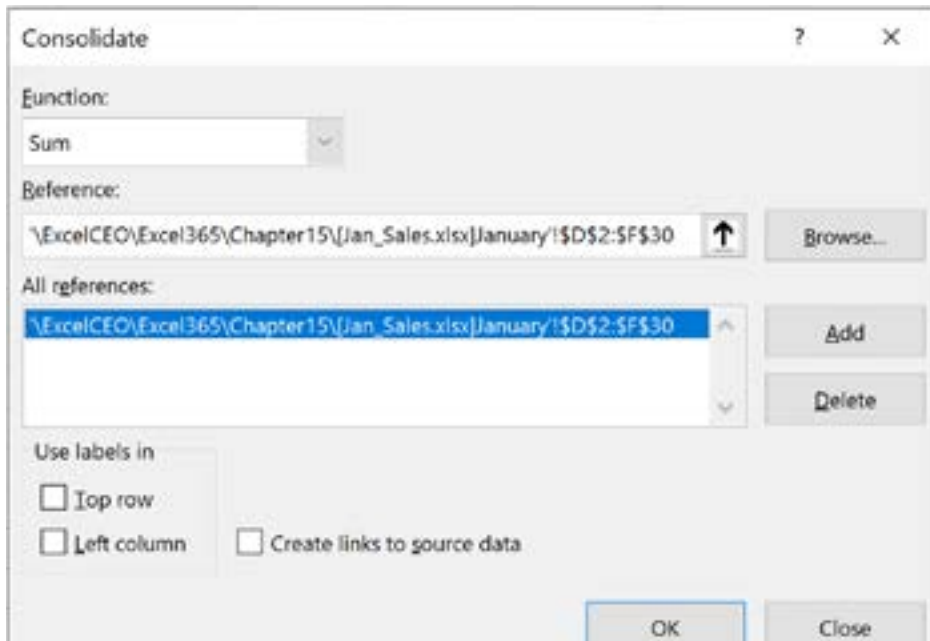 Consolidate ? ×
Function:
Sum
Reference:
'\ExcelCEO\Excel365\Chapter15\[Jan_Sales.xlsx]January'!$D$2:$F$30 Browse...
All references:
'\ExcelCEO\Excel365\Chapter15\[Jan_Sales.xlsx]January'!$D$2:$F$30 Add
Delete
Use labels in
Top row
Left column Create links to source data
OK Close